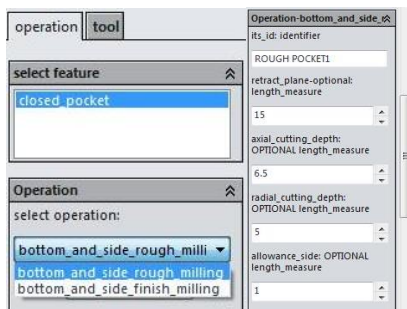 operation tool
select feature
closed_pocket
Operation
select operation:
bottom_and_side_rough_milli
bottom_and_side_rough_milling
bottom_and_side_finish_milling
Operation-bottom_and_side_r
its_id: identifier
ROUGH POCKET1
retract_plane-optional:
length_measure
15
axial_cutting_depth:
OPTIONAL length_measure
6.5
radial_cutting_depth:
OPTIONAL length_measure
5
allowance_side: OPTIONAL
length_measure
1